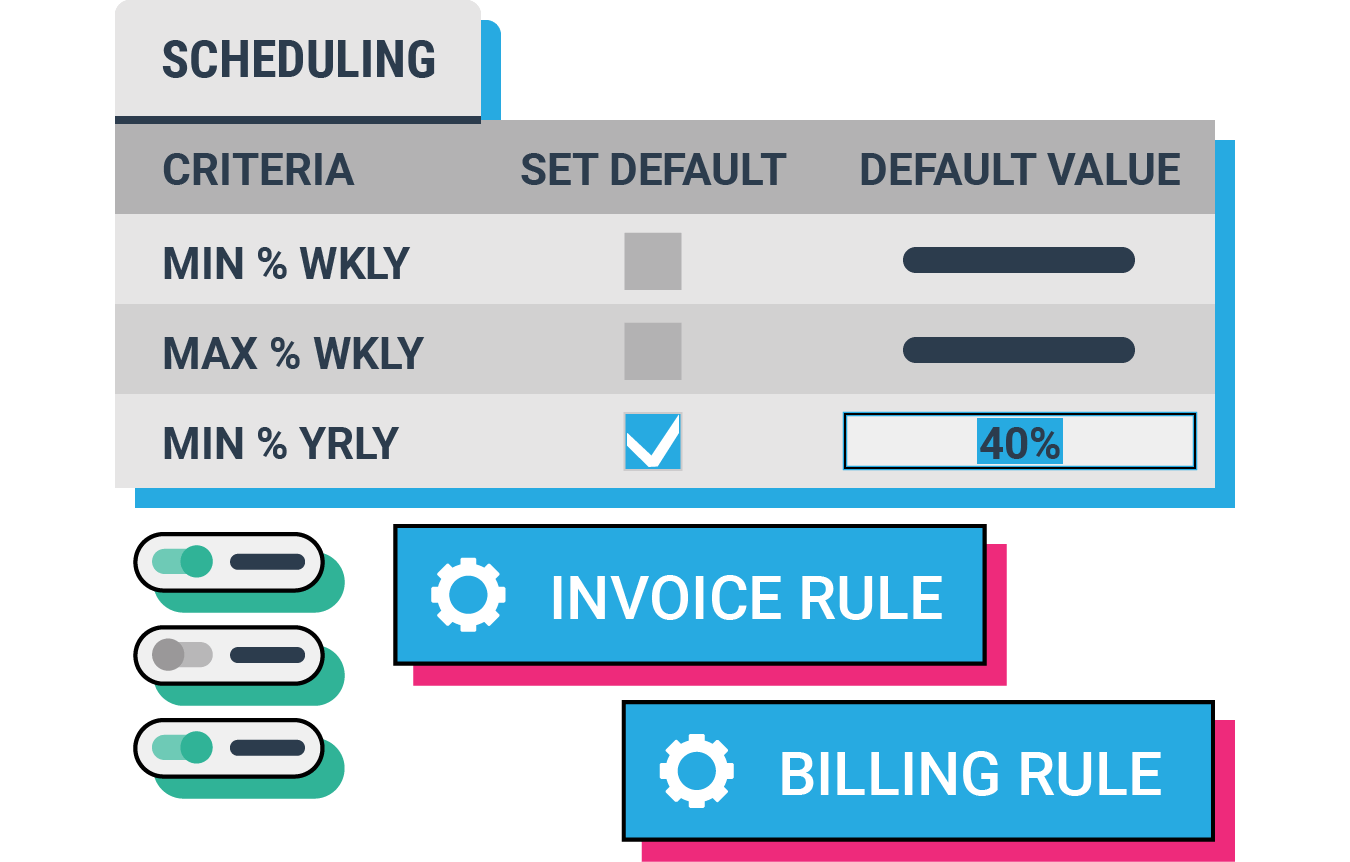 SCHEDULING
CRITERIA SET DEFAULT DEFAULT VALUE
MIN % WKLY
MAX % WKLY
MIN % YRLY 40%
INVOICE RULE
BILLING RULE